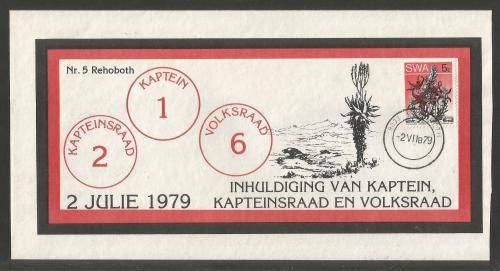 Nr. 5 Rehoboth
KAPTEIN
1
KAPTEINSRAAD
2
VOLKSRAAD
6
SWA 5c
-2 VII 1979
2 JULIE 1979
INHULDIGING VAN KAPTEIN,
KAPTEINSRAAD EN VOLKSRAAD